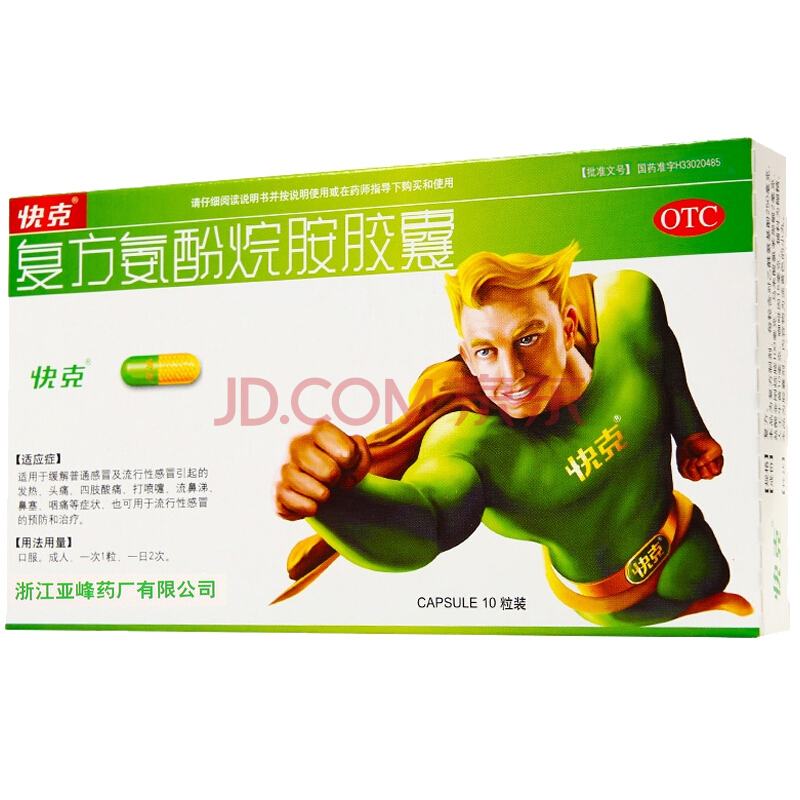 快克®
请仔细阅读说明书并按说明使用或在药师指导下购买和使用
【批准文号】 国药准字H33020485
OTC
复方氨酚烷胺胶囊
快克®
JD.COM 京东
快克®
快克
【适应症】
适用于缓解普通感冒及流行性感冒引起的
发热、头痛、四肢酸痛、打喷嚏、流鼻涕、
鼻塞、咽痛等症状，也可用于流行性感冒
的预防和治疗。
【用法用量】
口服。成人，一次1粒，一日2次。
浙江亚峰药厂有限公司
CAPSULE 10 粒装
快克